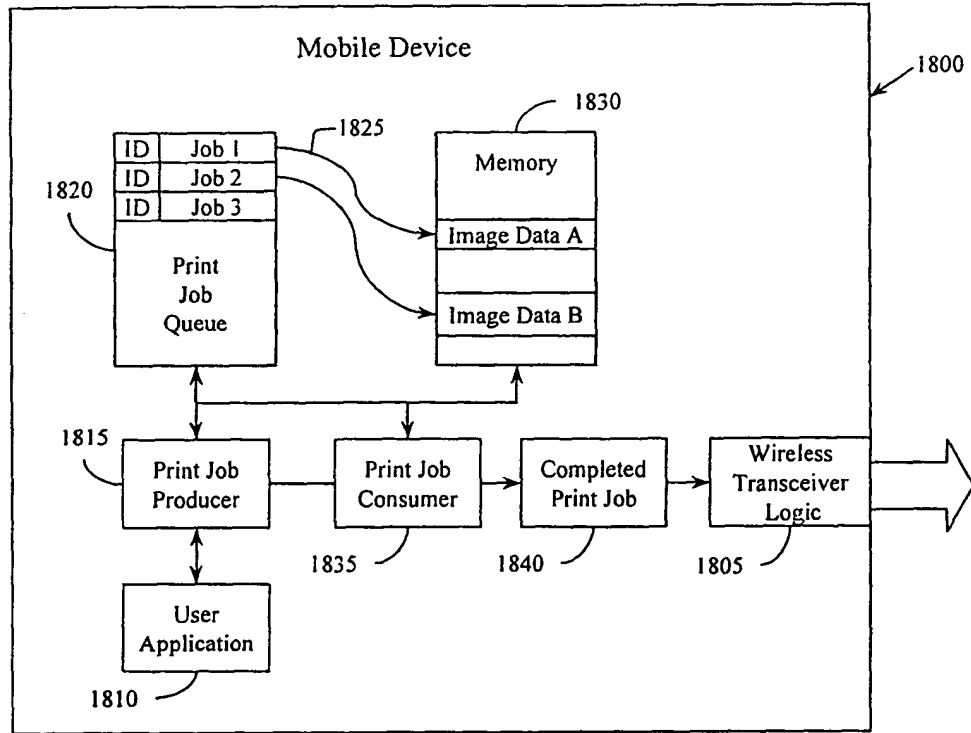 Mobile Device
1800
1825
1830
ID Job 1
ID Job 2
ID Job 3
1820
Print
Job
Queue
Memory
Image Data A
Image Data B
1815
Print Job
Producer
Print Job
Consumer
Completed
Print Job
Wireless
Transceiver
Logic
1835
1840
1805
User
Application
1810